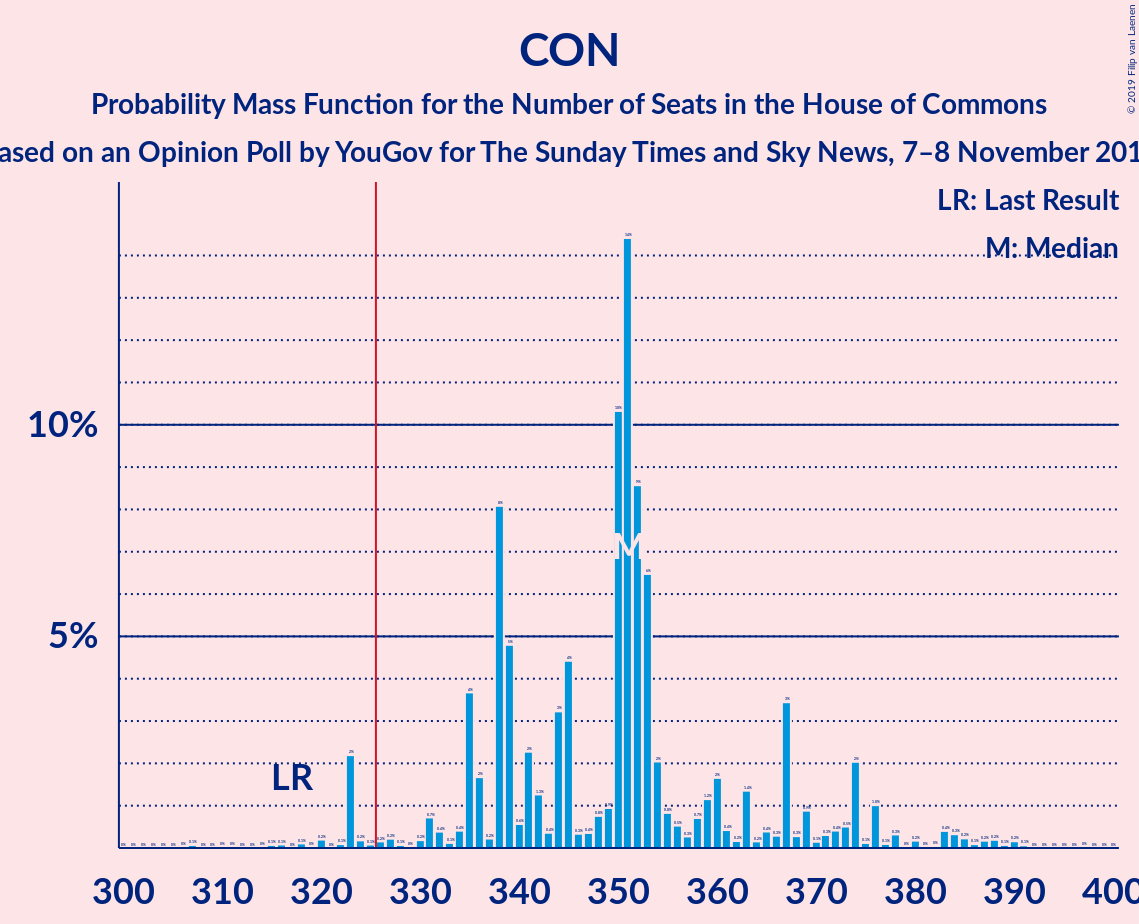 © 2019 Filip van Laenen
CON
Probability Mass Function for the Number of Seats in the House of Commons
ased on an Opinion Poll by YouGov for The Sunday Times and Sky News, 7–8 November 201
LR: Last Result
M: Median
10%
5%
LR
M
300 310 320 330 340 350 360 370 380 390 400